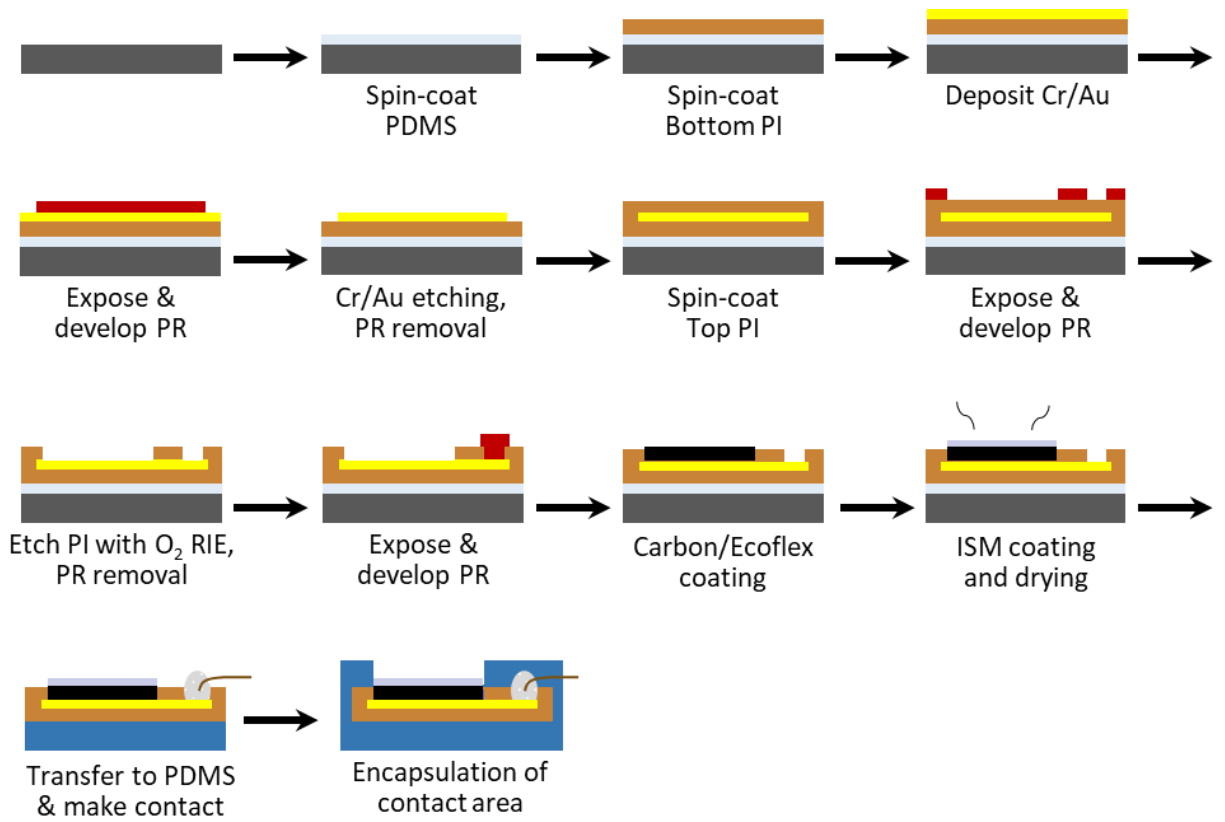 Spin-coat
PDMS
Spin-coat
Bottom PI
Deposit Cr/Au
Expose &
develop PR
Cr/Au etching,
PR removal
Spin-coat
Top PI
Expose &
develop PR
Etch PI with O₂ RIE,
PR removal
Expose &
develop PR
Carbon/Ecoflex
coating
ISM coating
and drying
Transfer to PDMS
& make contact
Encapsulation of
contact area